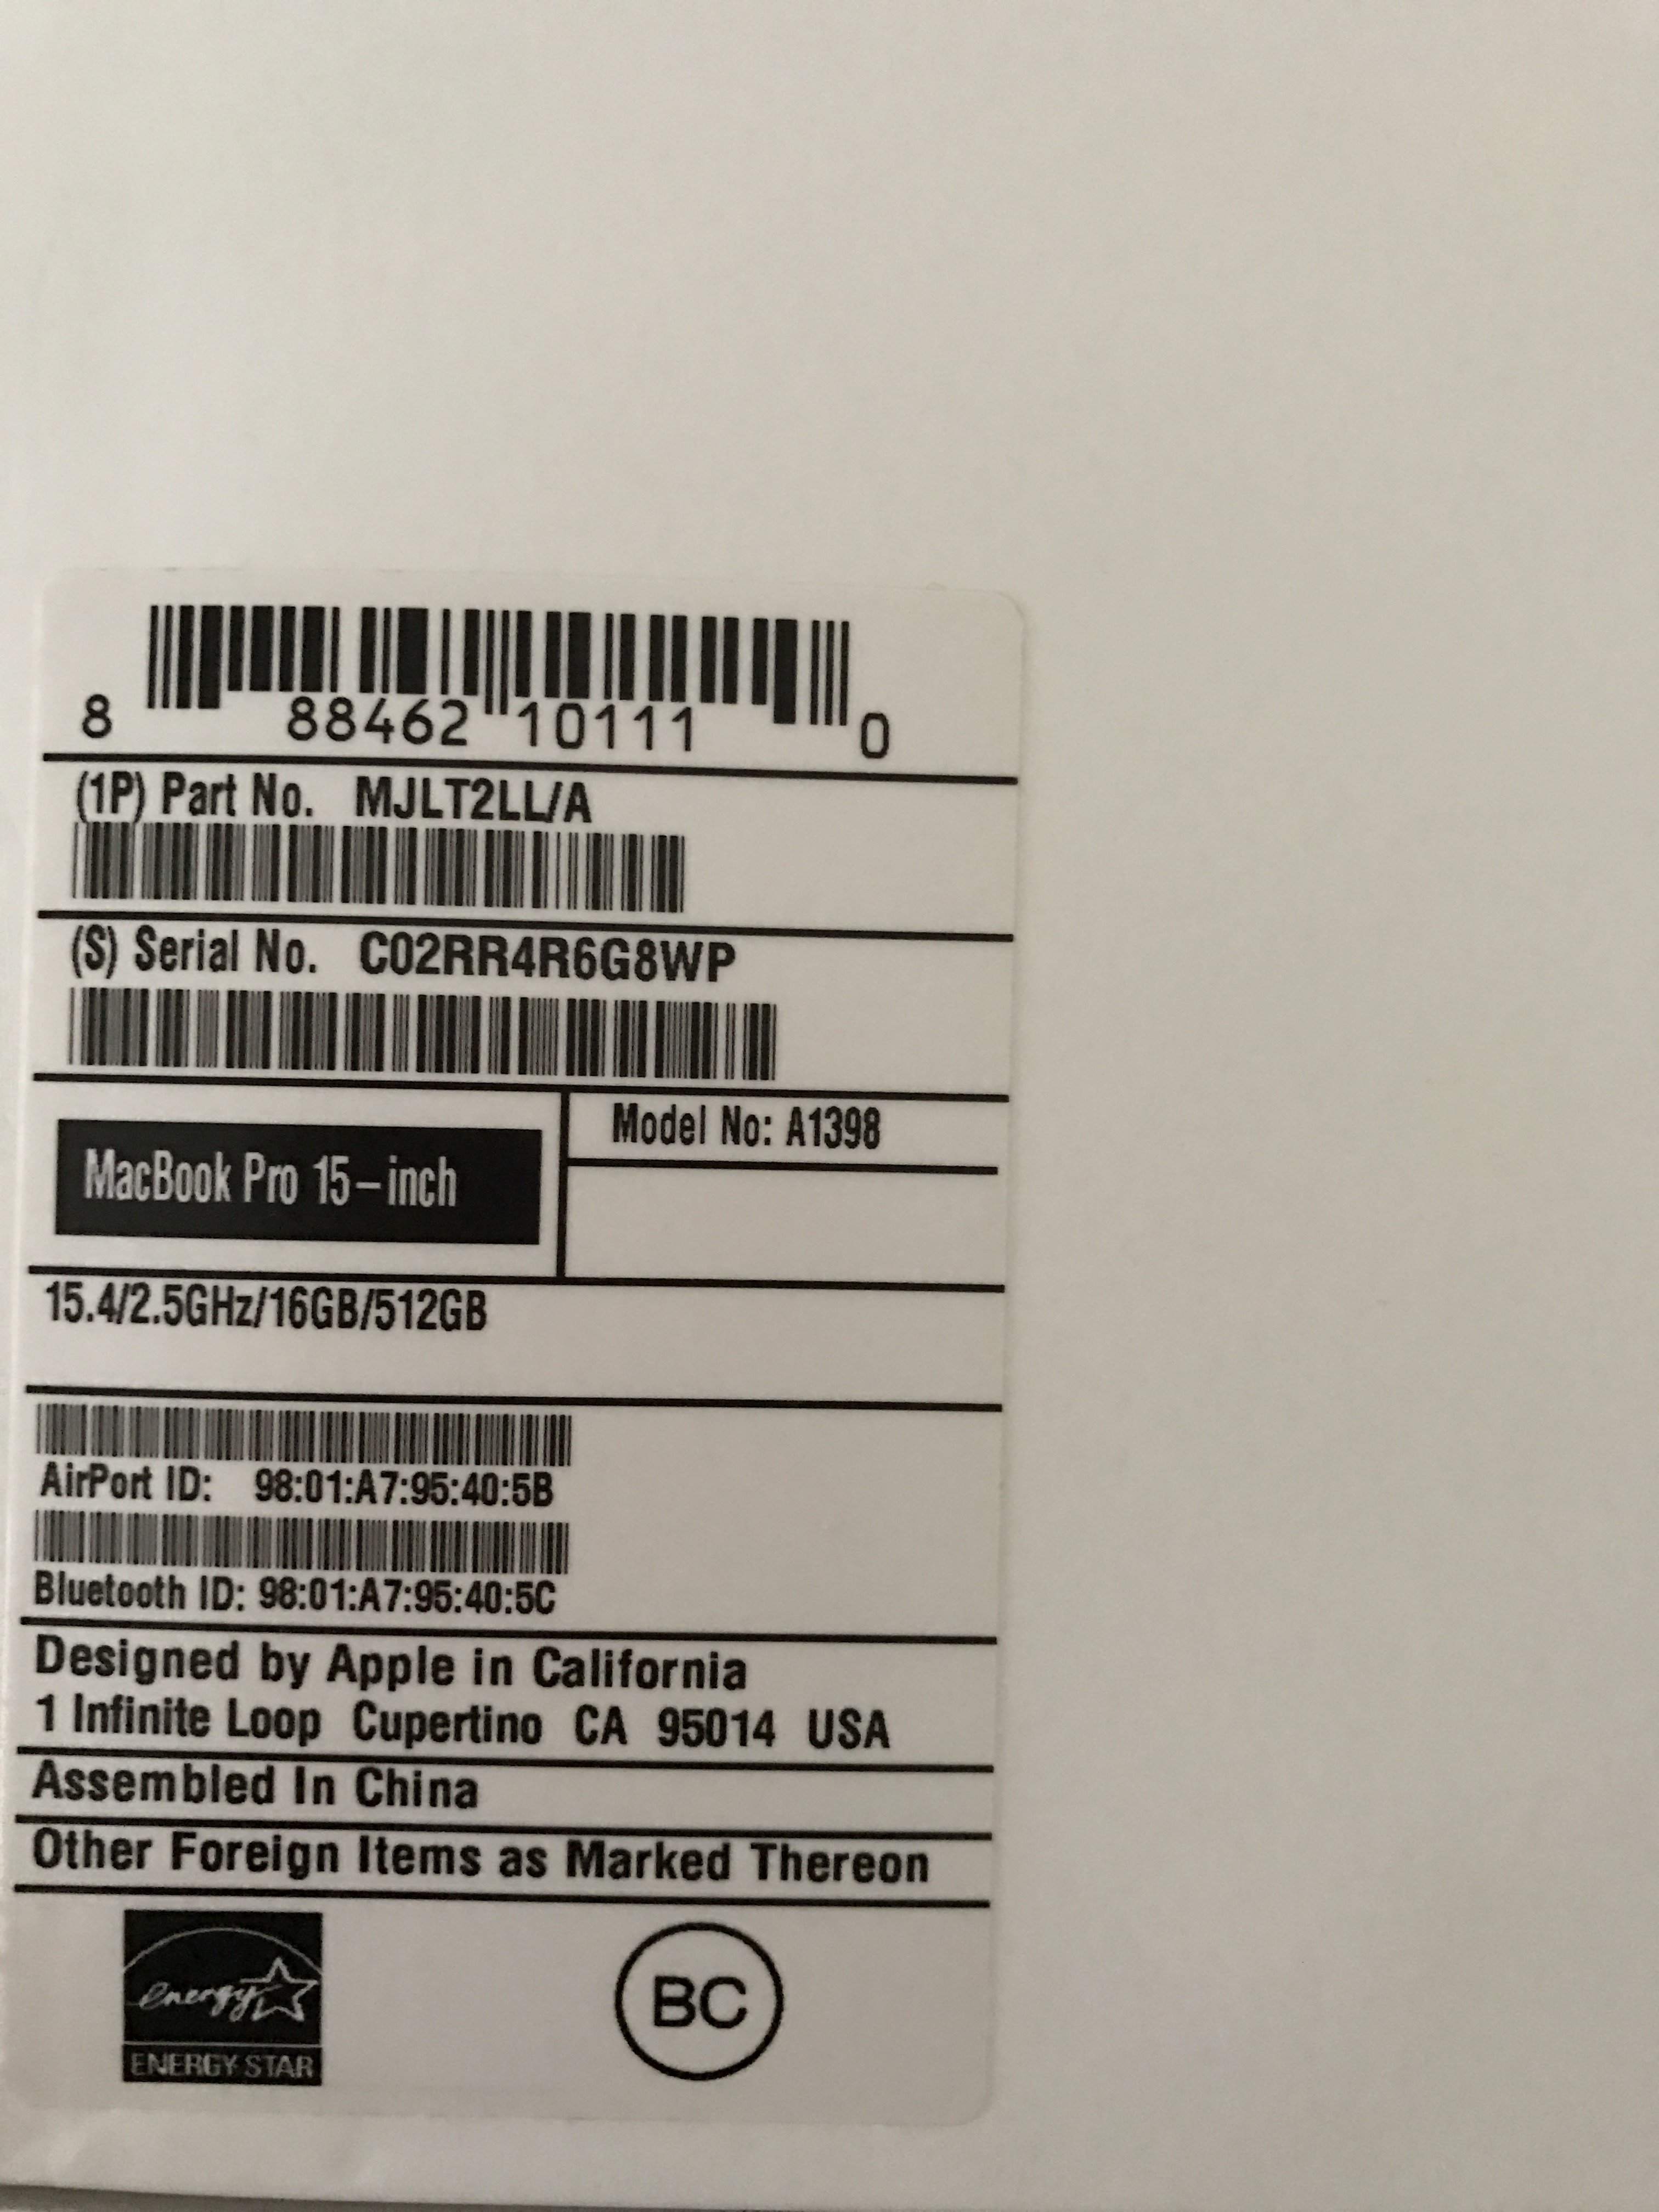 8 88462 10111 0
(1P) Part No. MJLT2LL/A
(S) Serial No. C02RR4R6G8WP
MacBook Pro 15-inch
Model No: A1398
15.4/2.5GHz/16GB/512GB
AirPort ID: 98:01:A7:95:40:5B
Bluetooth ID: 98:01:A7:95:40:5C
Designed by Apple in California
1 Infinite Loop Cupertino CA 95014 USA
Assembled In China
Other Foreign Items as Marked Thereon
energy
ENERGY STAR
BC